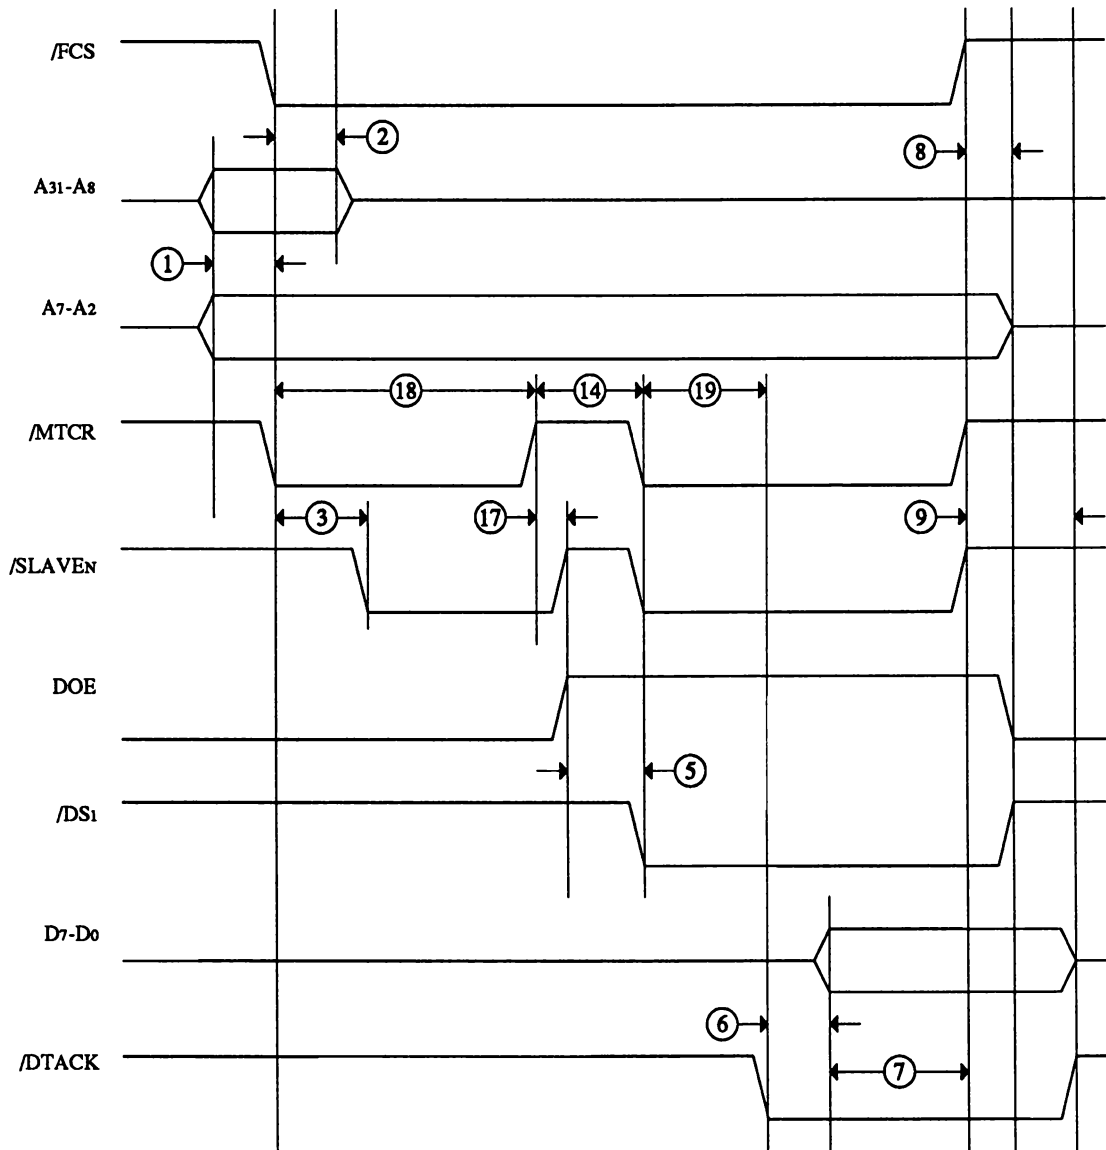 /FCS
2
8
A31-A8
1
A7-A2
18 14 19
/MTCR
3 17 9
/SLAVEN
DOE
5
/DS1
D7-D0
6
/DTACK
7